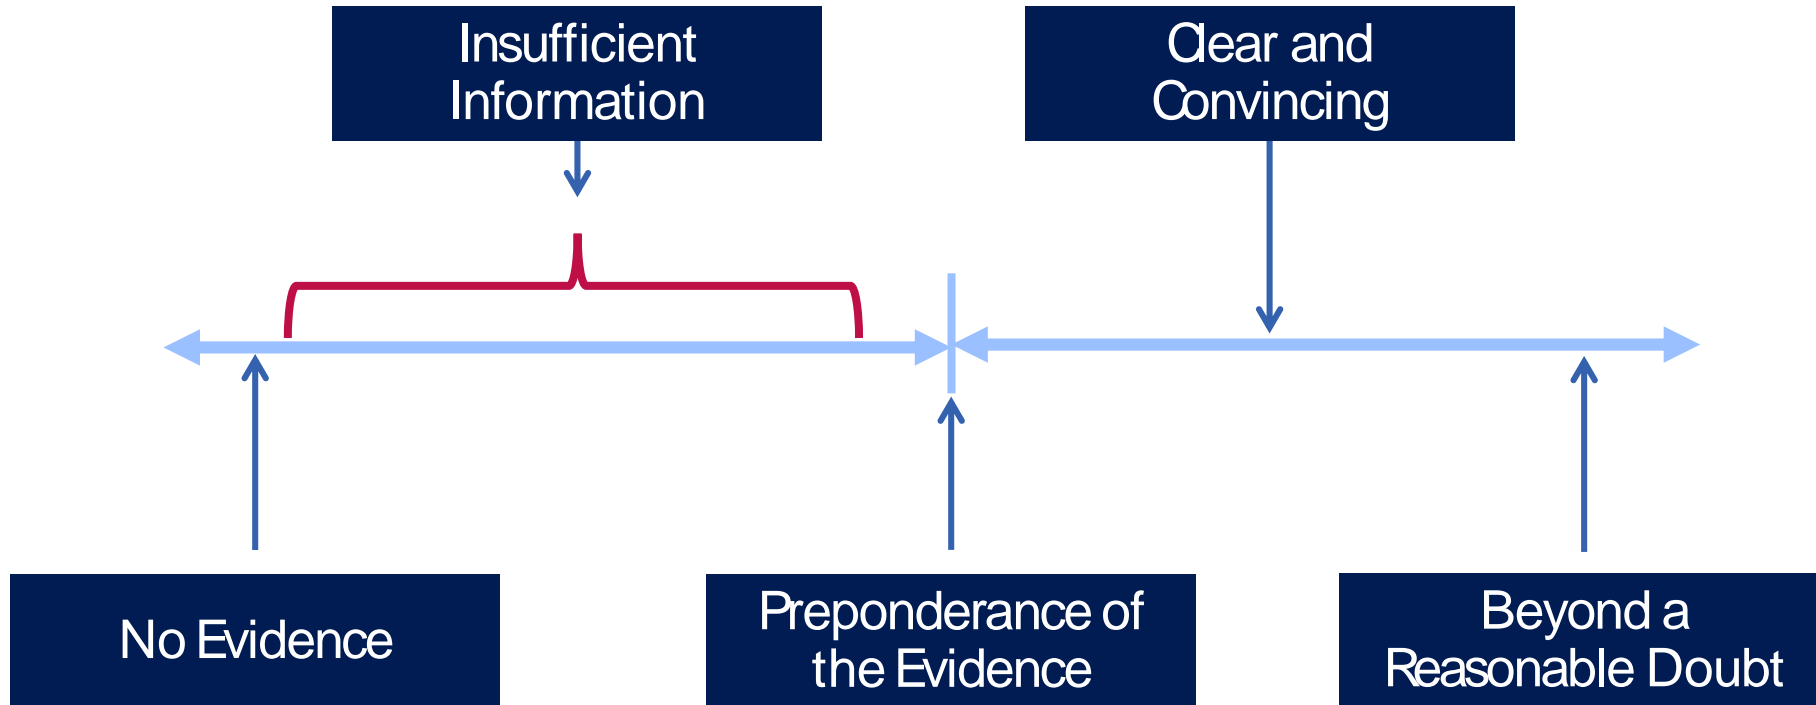 Insufficient
Information
Clear and
Convincing
No Evidence
Preponderance of
the Evidence
Beyond a
Reasonable Doubt